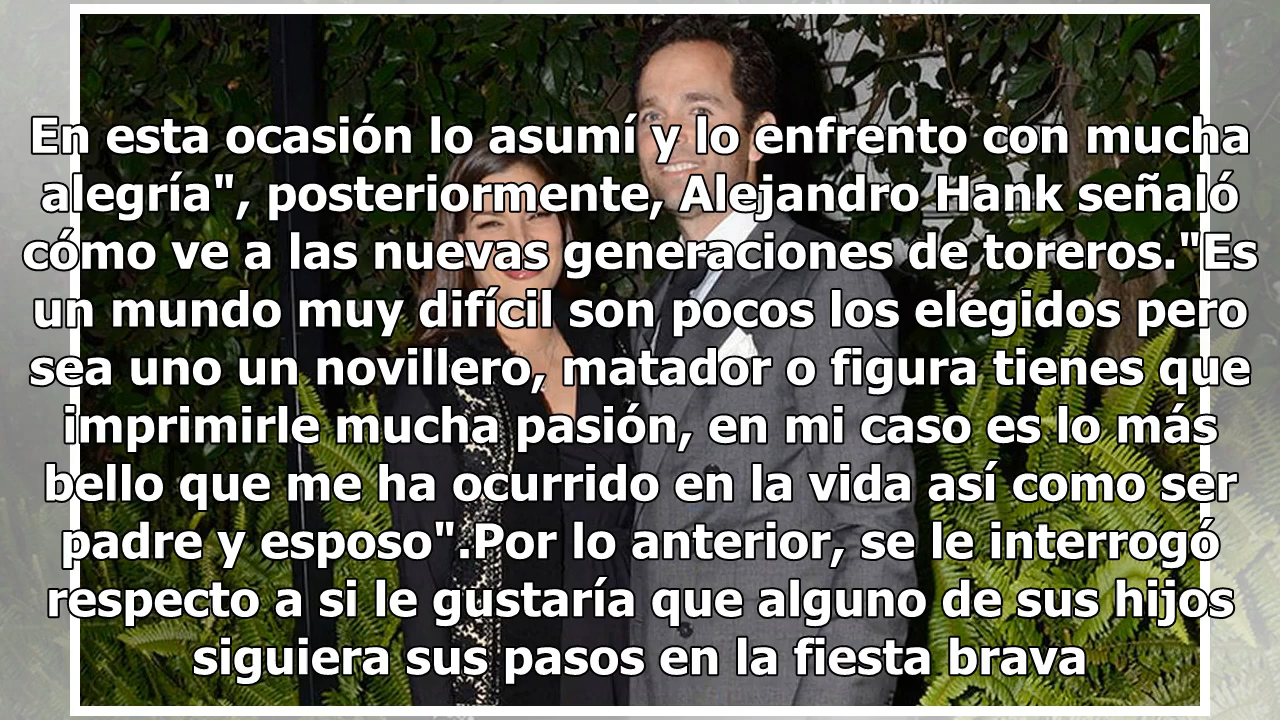 En esta ocasión lo asumí y lo enfrento con mucha
alegría", posteriormente, Alejandro Hank señaló
cómo ve a las nuevas generaciones de toreros."Es
un mundo muy difícil son pocos los elegidos pero
sea uno un novillero, matador o figura tienes que
imprimirle mucha pasión, en mi caso es lo más
bello que me ha ocurrido en la vida así como ser
padre y esposo".Por lo anterior, se le interrogó
respecto a si le gustaría que alguno de sus hijos
siguiera sus pasos en la fiesta brava